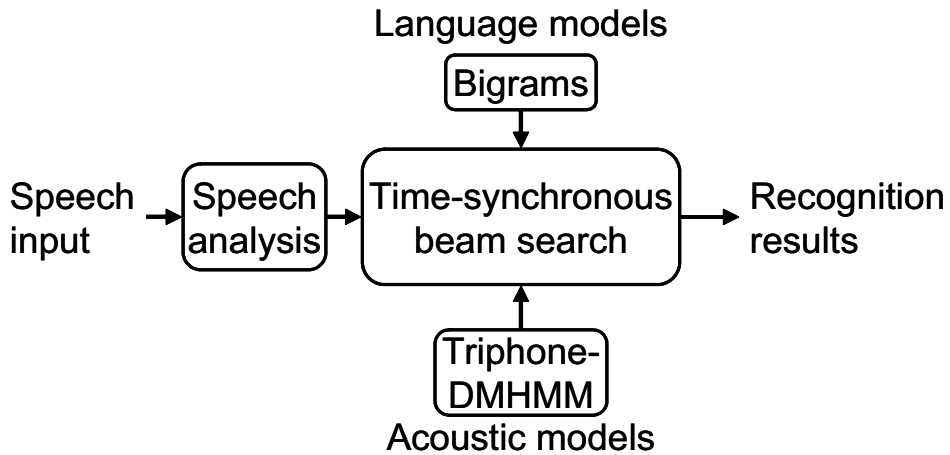 Language models
Bigrams
Speech
input
Speech
analysis
Time-synchronous
beam search
Recognition
results
Triphone-
DMHMM
Acoustic models